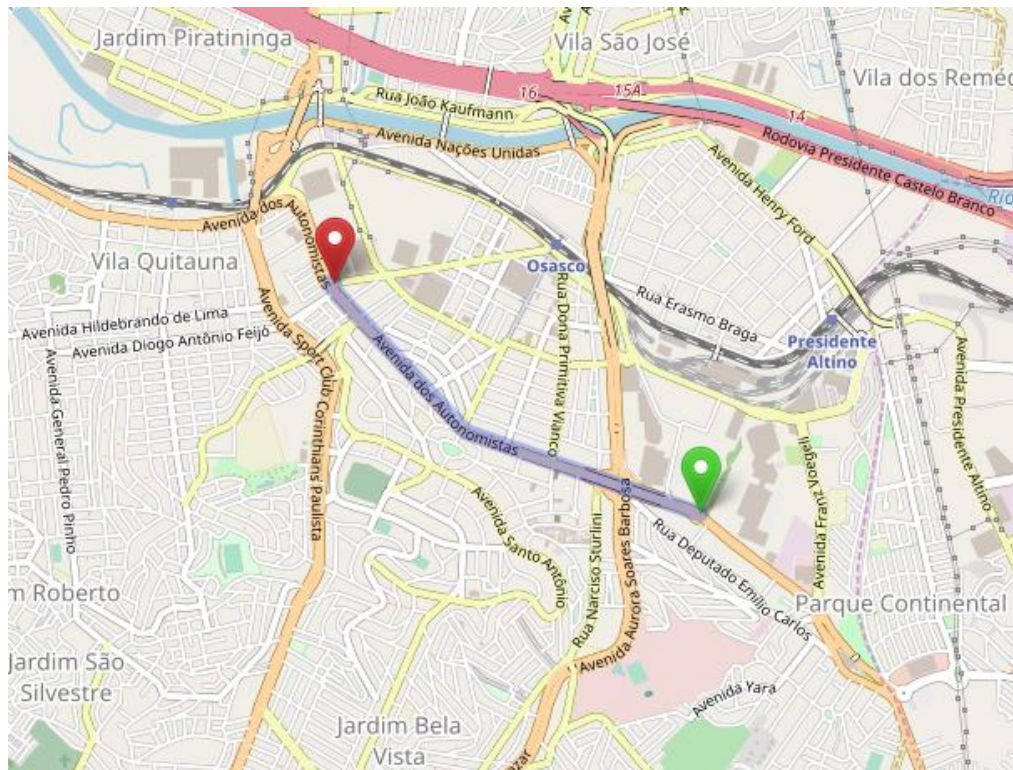 Jardim Piratininga
Vila São José
Vila dos Reméd
Rua João Kaufmann
16
15A
14
Avenida Nações Unidas
Rodovia Presidente Castelo Branco
Avenida Henry Ford
Avenida dos Autonomistas
Vila Quitauna
Osasco
Rua Dona Primitiva Vianco
Rua Erasmo Braga
Presidente
Altino
Avenida Hildebrando de Lima
Avenida Diogo Antônio Feijó
Avenida General Pedro Pinho
Avenida Sport Club Corinthians Paulista
Avenida dos Autonomistas
Avenida Presidente Altino
Avenida Franz Voegeli
Avenida Santo Antônio
Rua Narciso Sturlini
Avenida Aurora Soares Barbosa
Rua Deputado Emílio Carlos
m Roberto
Parque Continental
Jardim São
Silvestre
Avenida Yara
Jardim Bela
Vista
azar